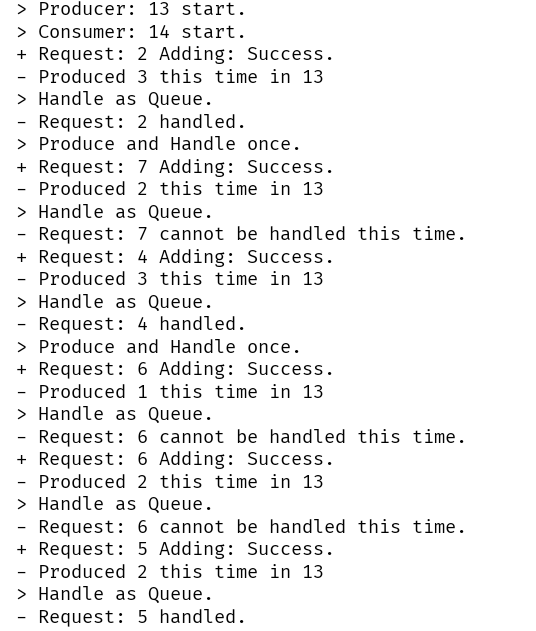 > Producer: 13 start.
> Consumer: 14 start.
+ Request: 2 Adding: Success.
- Produced 3 this time in 13
> Handle as Queue.
- Request: 2 handled.
> Produce and Handle once.
+ Request: 7 Adding: Success.
- Produced 2 this time in 13
> Handle as Queue.
- Request: 7 cannot be handled this time.
+ Request: 4 Adding: Success.
- Produced 3 this time in 13
> Handle as Queue.
- Request: 4 handled.
> Produce and Handle once.
+ Request: 6 Adding: Success.
- Produced 1 this time in 13
> Handle as Queue.
- Request: 6 cannot be handled this time.
+ Request: 6 Adding: Success.
- Produced 2 this time in 13
> Handle as Queue.
- Request: 6 cannot be handled this time.
+ Request: 5 Adding: Success.
- Produced 2 this time in 13
> Handle as Queue.
- Request: 5 handled.